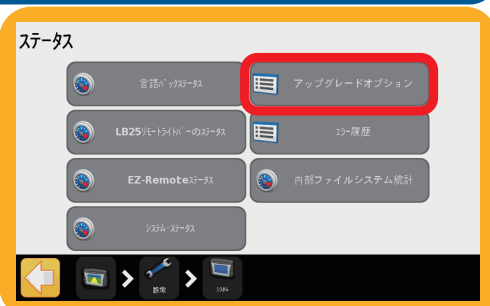 ステータス
言語パックステータス
アップグレードオプション
LB25リモートライトバーのステータス
エラー履歴
EZ-Remoteステータス
内部ファイルシステム統計
システム・ステータス
設定
システム